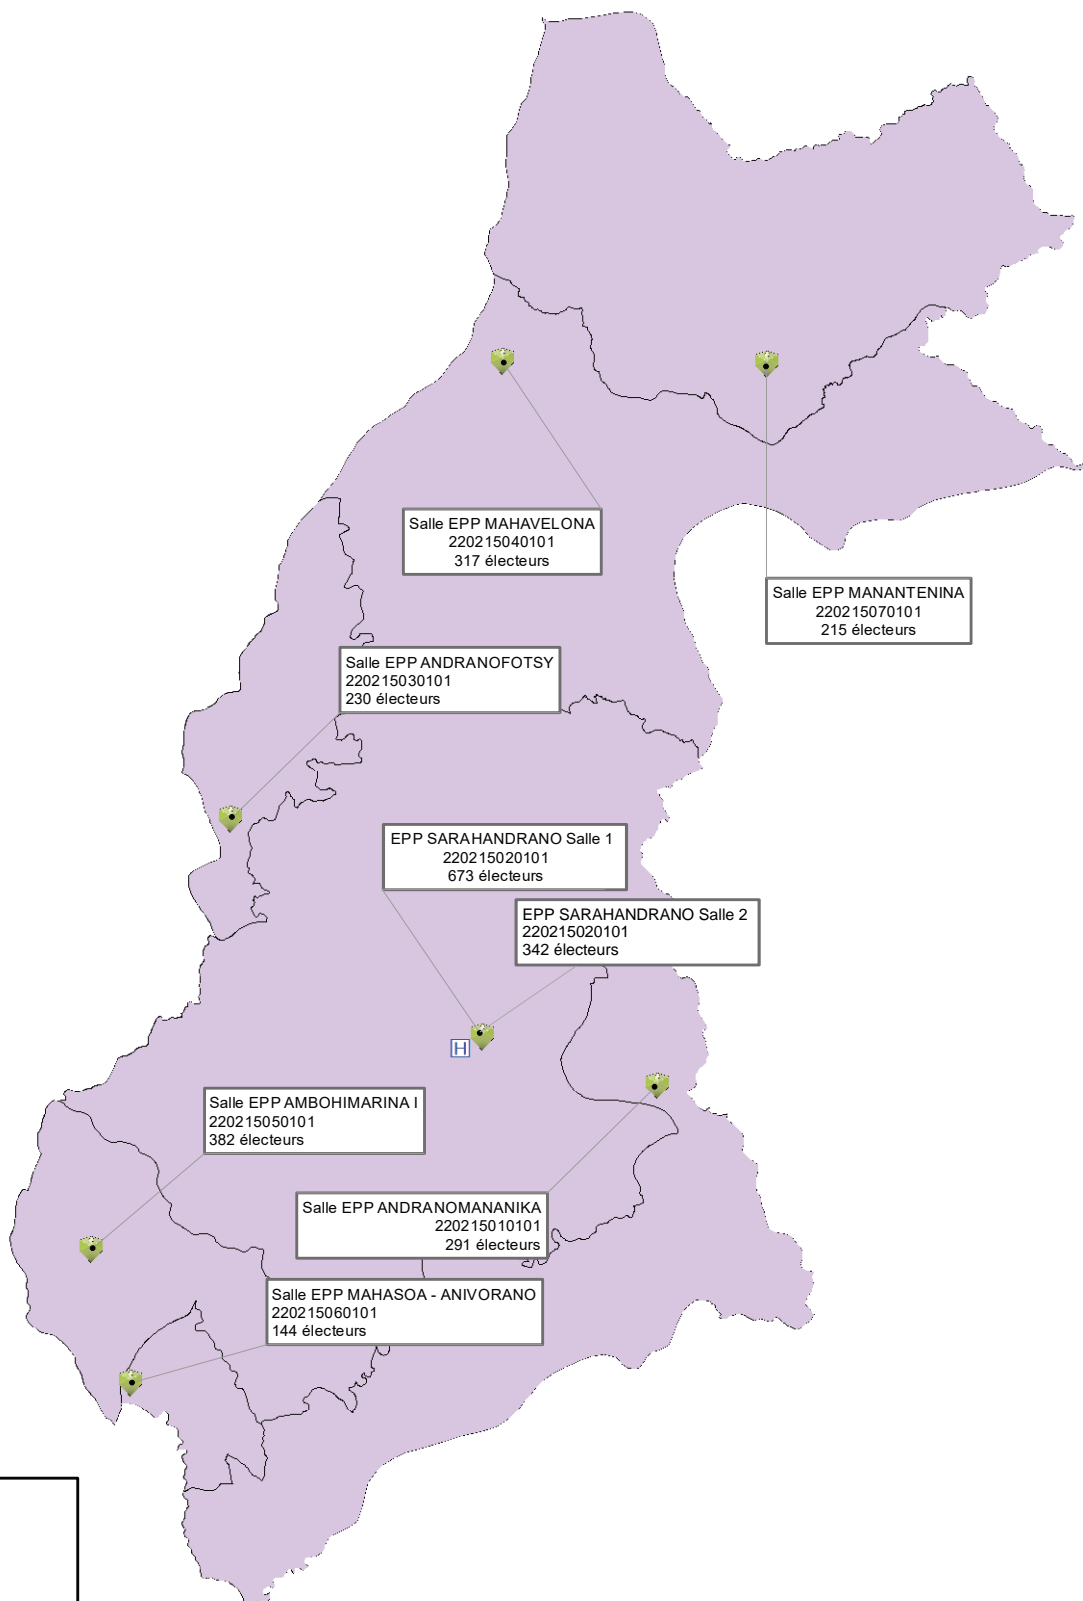 Salle EPP MAHAVELONA
220215040101
317 électeurs
Salle EPP MANANTENINA
220215070101
215 électeurs
Salle EPP ANDRANOFOTSY
220215030101
230 électeurs
EPP SARAHANDRANO Salle 1
220215020101
673 électeurs
EPP SARAHANDRANO Salle 2
220215020101
342 électeurs
H
Salle EPP AMBOHIMARINA I
220215050101
382 électeurs
Salle EPP ANDRANOMANANIKA
220215010101
291 électeurs
Salle EPP MAHASOA - ANIVORANO
220215060101
144 électeurs